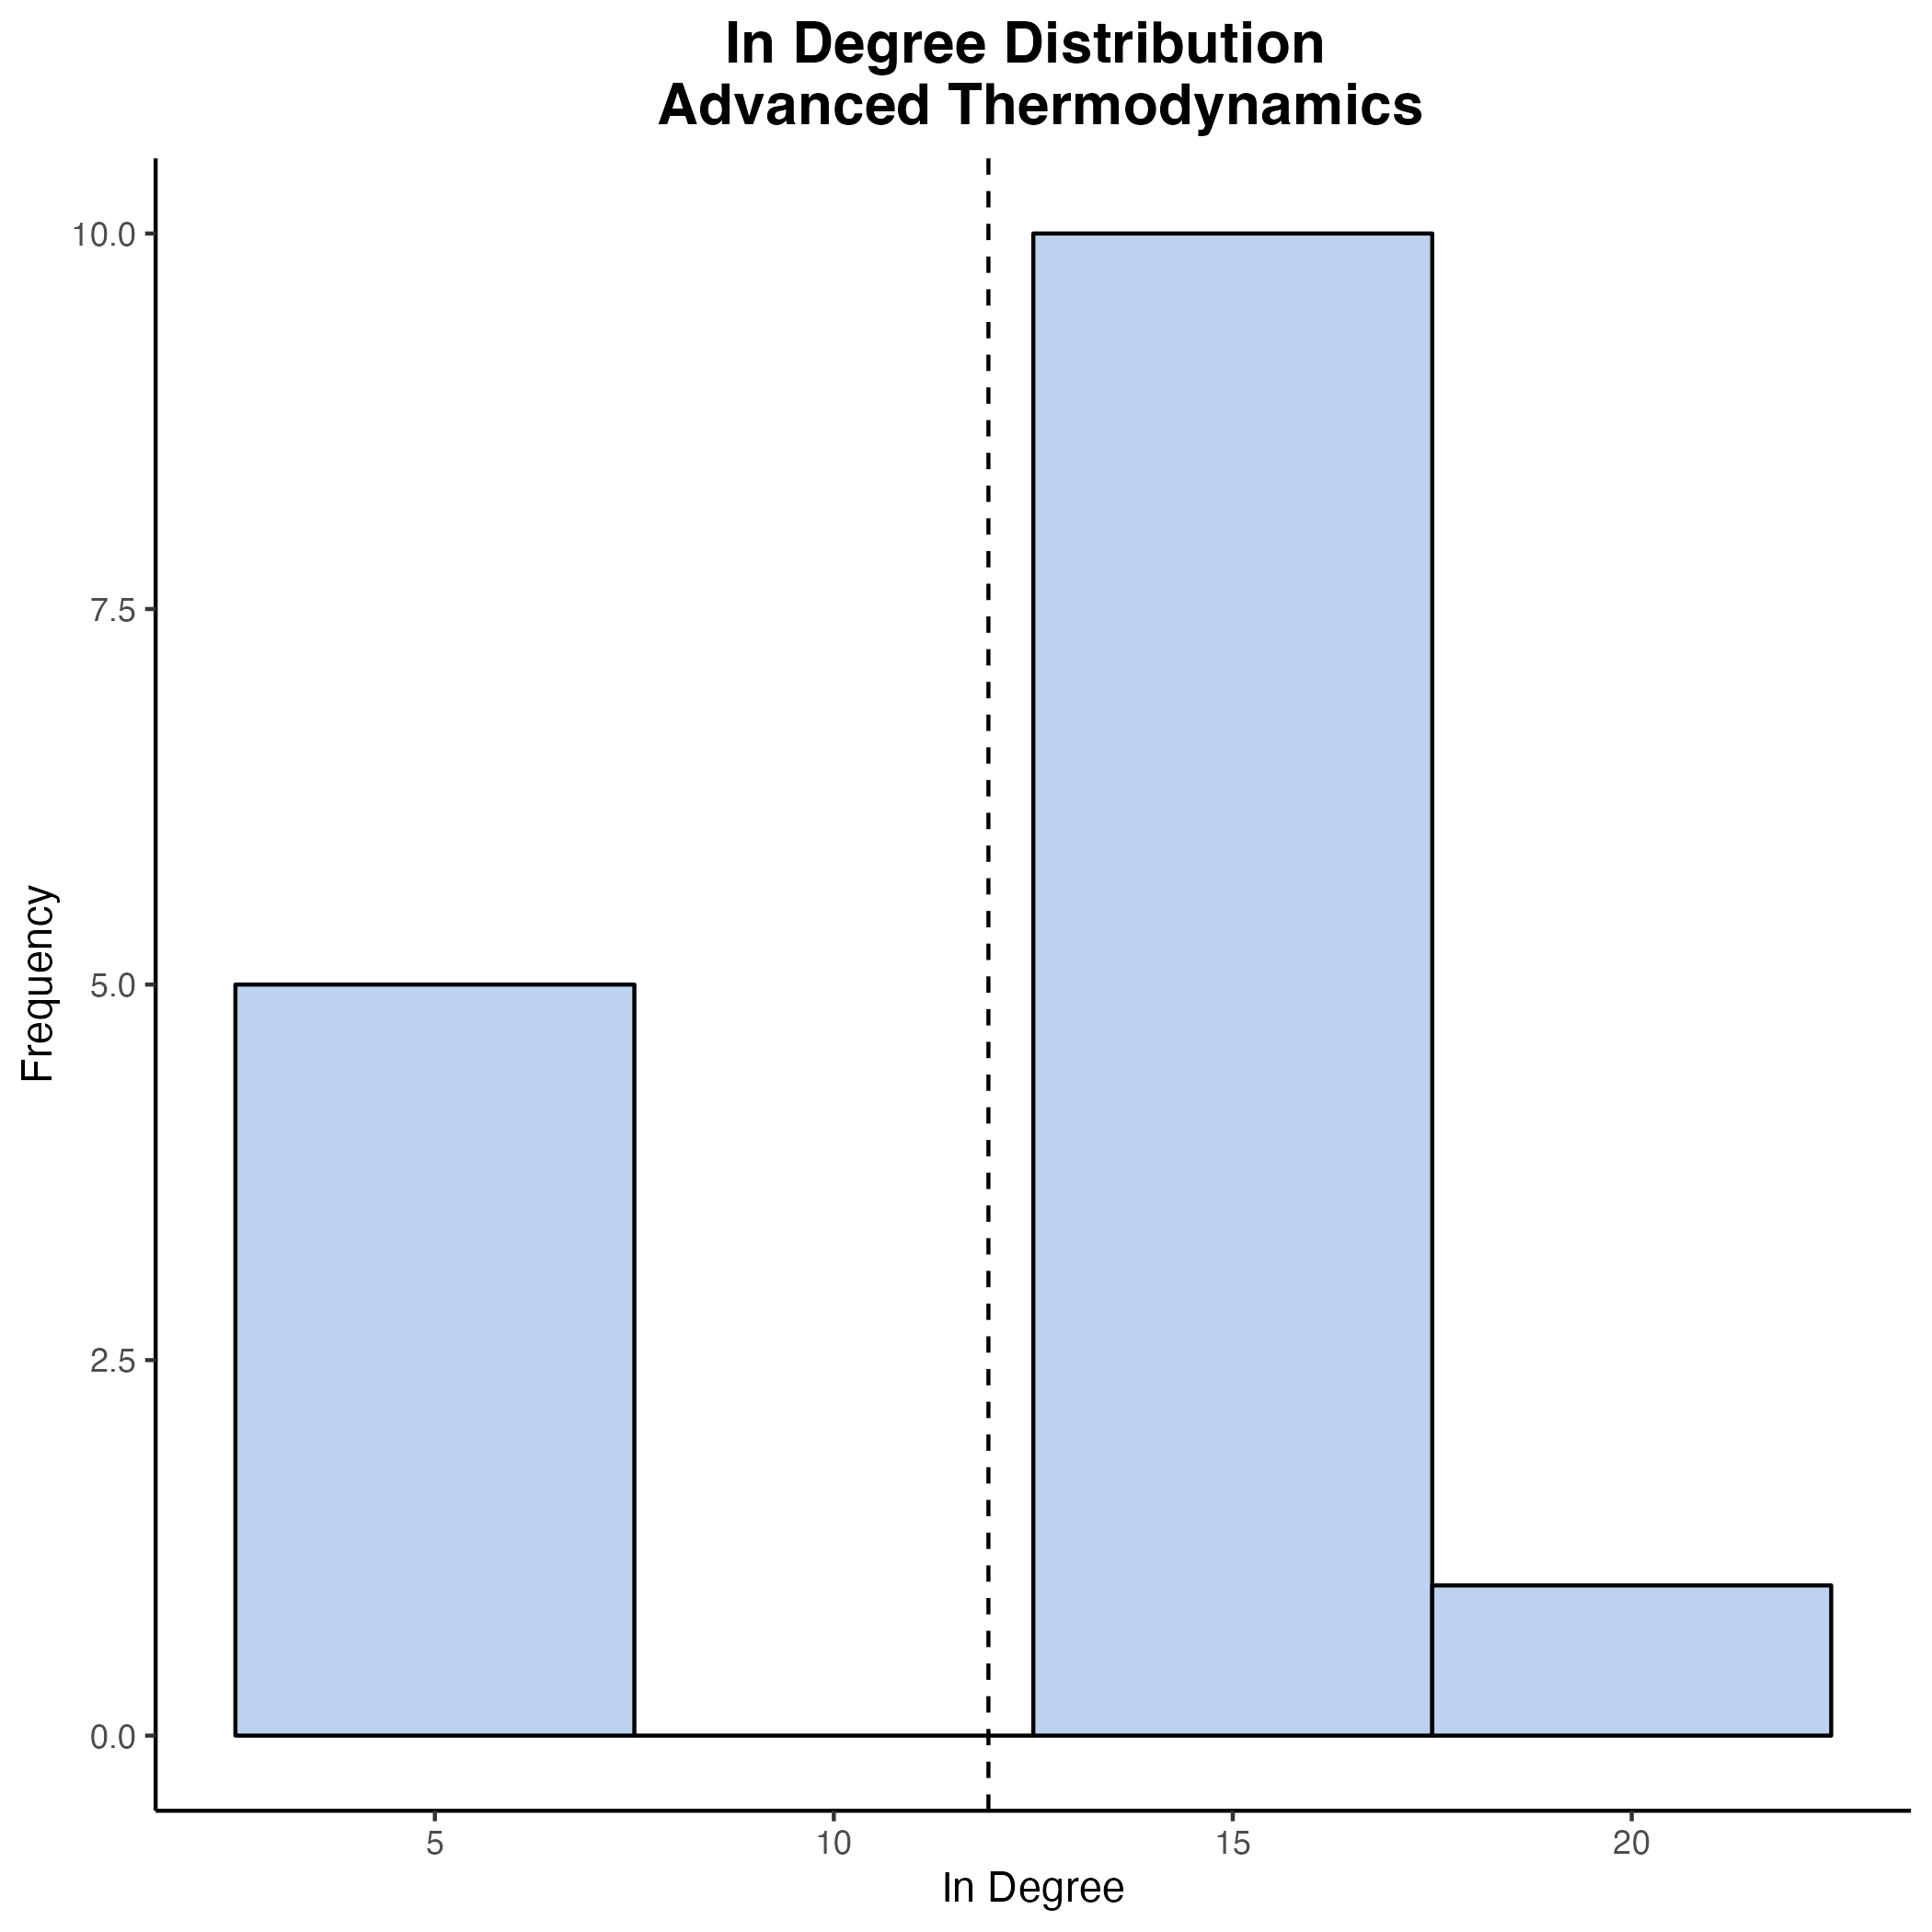 In Degree Distribution
Advanced Thermodynamics
10.0
7.5
5.0
2.5
0.0
Frequency
5 10 15 20
In Degree